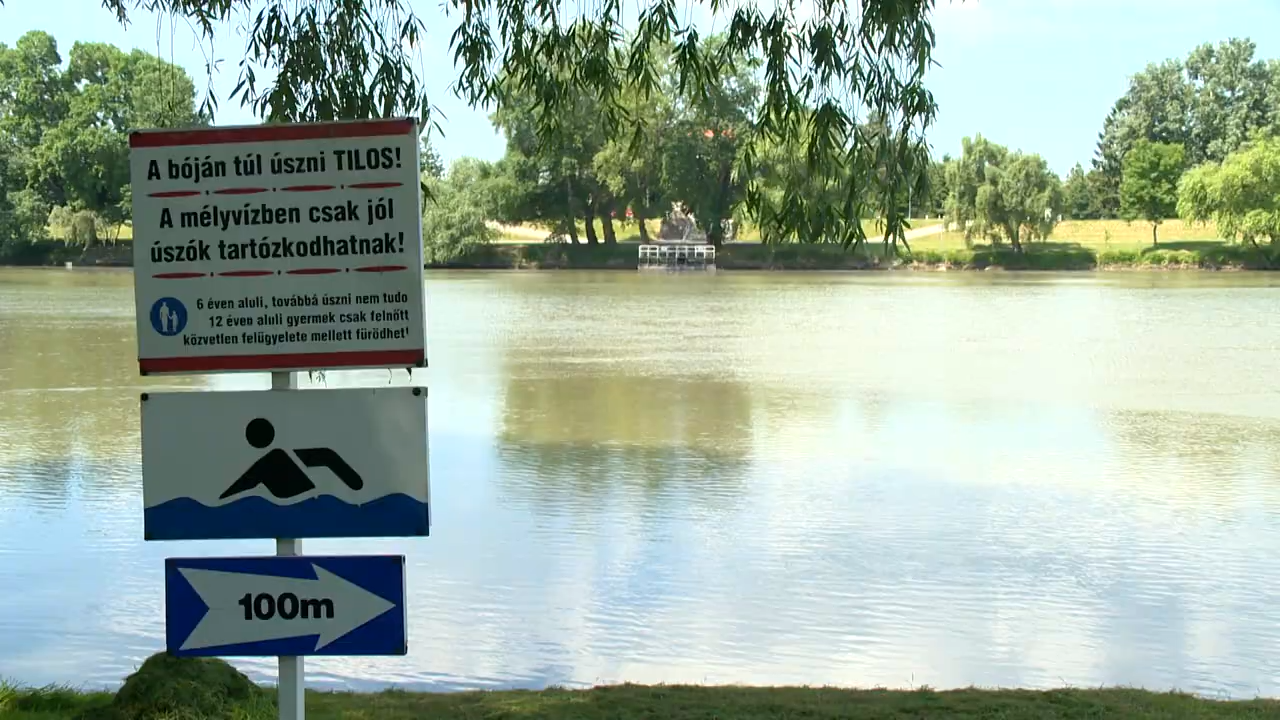 A bóján túl úszni TILOS!
A mélyvízben csak jól
úszók tartózkodhatnak!
6 éven aluli, továbbá úszni nem tudo
12 éven aluli gyermek csak felnőtt
közvetlen felügyelete mellett fürödhet!
100m